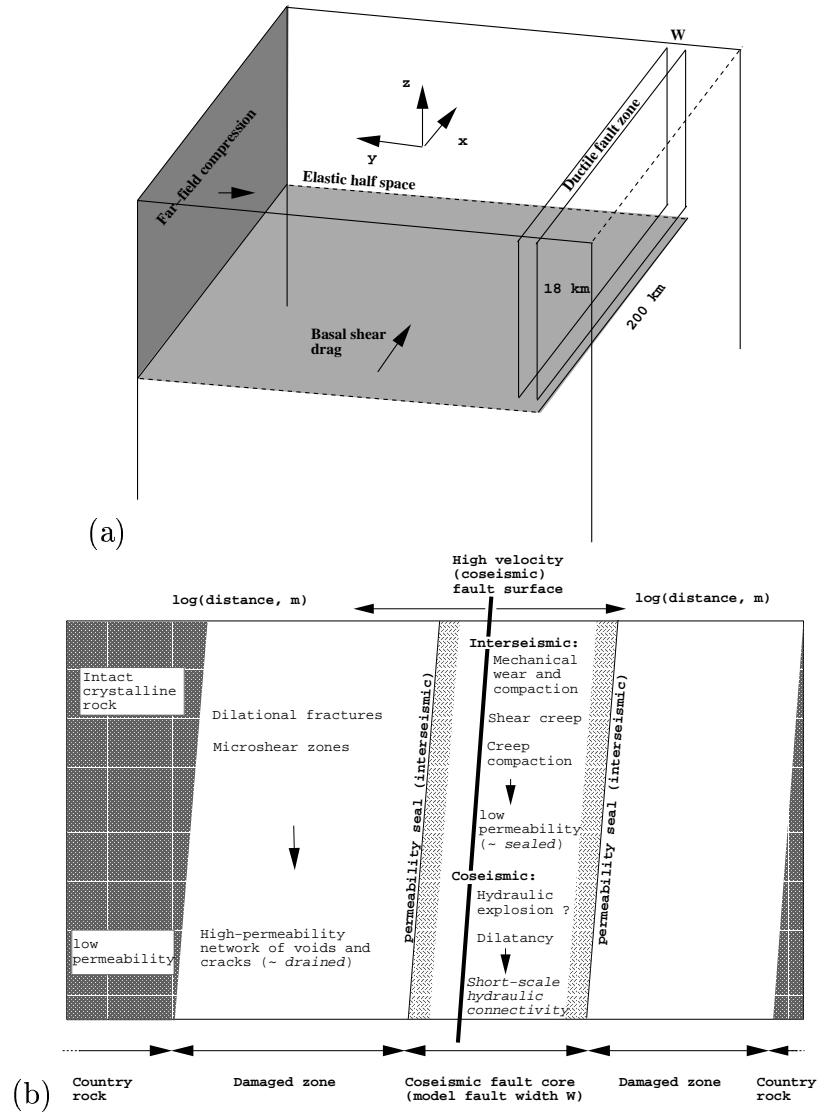 W
z
x
y
Far-field compression
Ductile fault zone
Elastic half space
18 km
200 km
Basal shear
drag
(a)
High velocity
(coseismic)
fault surface
log(distance, m)
log(distance, m)
Intact
crystalline
rock
Dilational fractures
Microshear zones
High-permeability
network of voids and
cracks (~ drained)
low
permeability
permeability seal (interseismic)
Interseismic:
Mechanical
wear and
compaction
Shear creep
Creep
compaction
low
permeability
(~ sealed)
Coseismic:
Hydraulic
explosion ?
Dilatancy
Short-scale
hydraulic
connectivity
permeability seal (interseismic)
(b)
Country
rock
Damaged zone
Coseismic fault core
(model fault width W)
Damaged zone
Country
rock